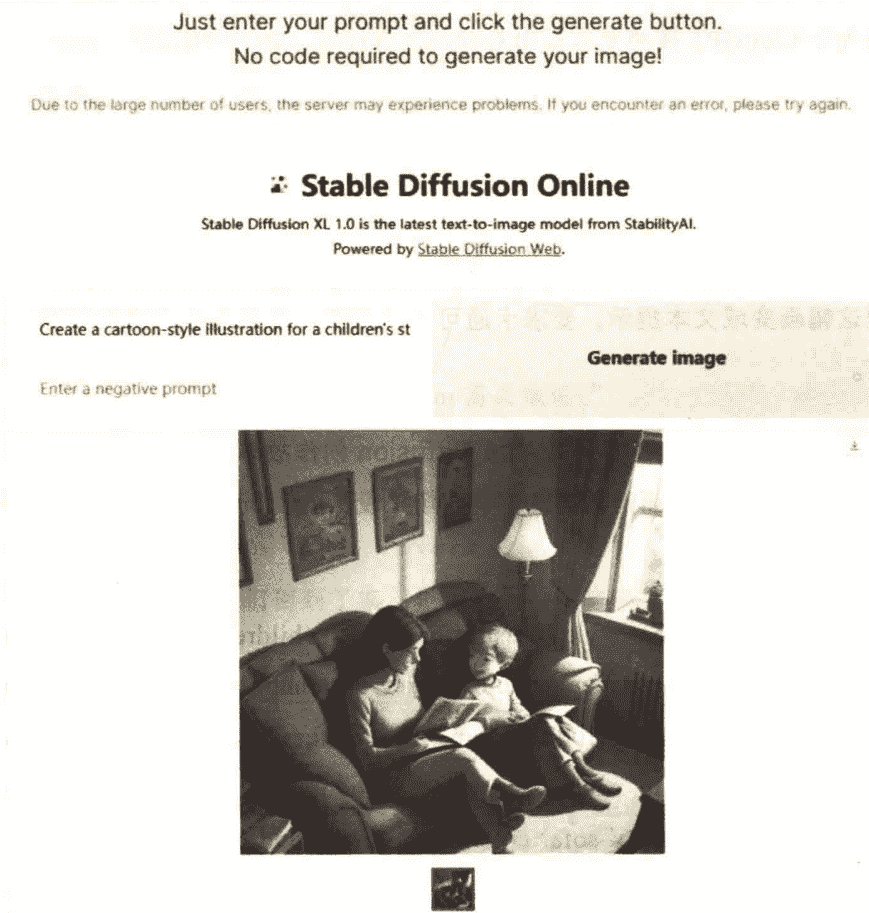 Just enter your prompt and click the generate button.
No code required to generate your image!
Due to the large number of users, the server may experience problems. If you encounter an error, please try again.
Stable Diffusion Online
Stable Diffusion XL 1.0 is the latest text-to-image model from StabilityAI.
Powered by Stable Diffusion Web.
Create a cartoon-style illustration for a children's st
Generate image
Enter a negative prompt